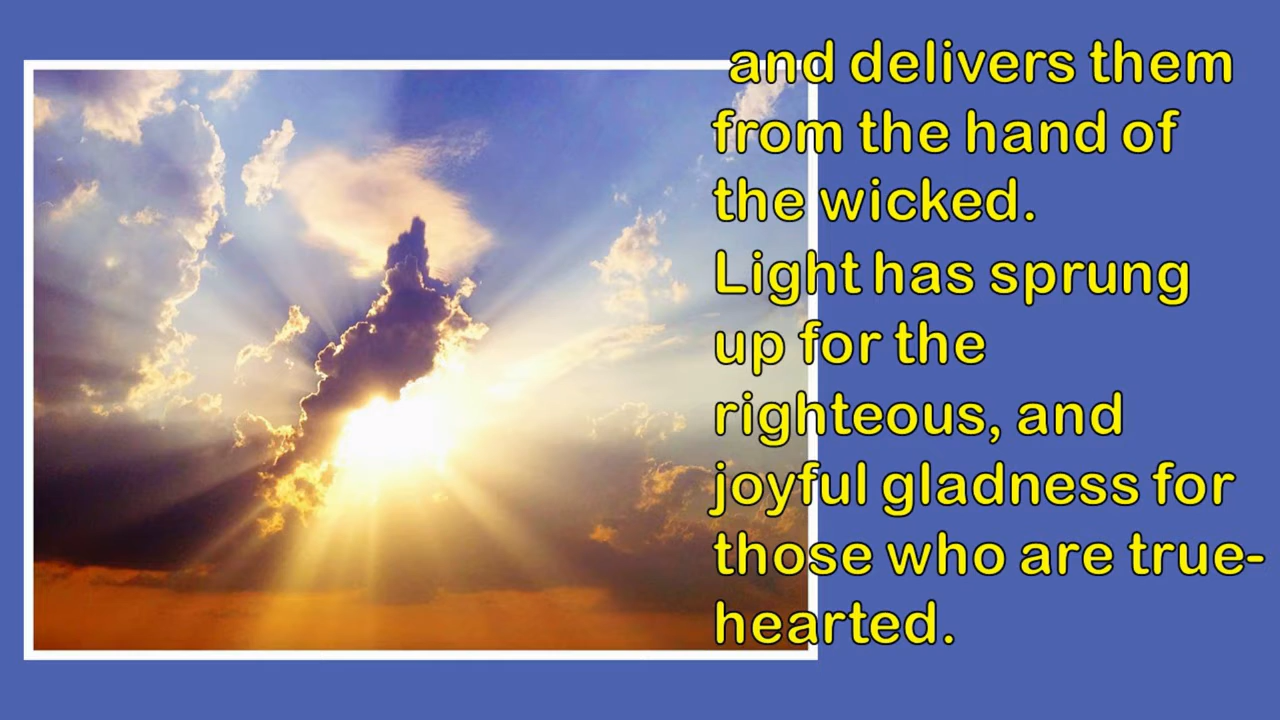 and delivers them
from the hand of
the wicked.
Light has sprung
up for the
righteous, and
joyful gladness for
those who are true-
hearted.